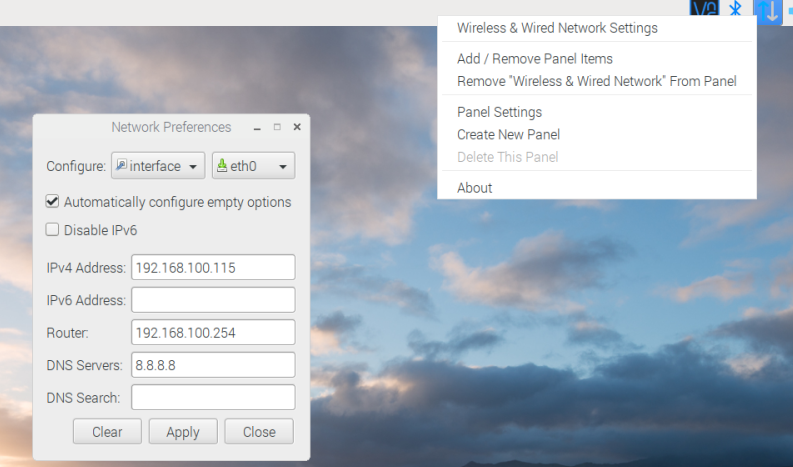 V2
Wireless & Wired Network Settings
Add / Remove Panel Items
Remove "Wireless & Wired Network" From Panel
Panel Settings
Create New Panel
Delete This Panel
About
Network Preferences
Configure: interface eth0
Automatically configure empty options
Disable IPv6
IPv4 Address: 192.168.100.115
IPv6 Address:
Router: 192.168.100.254
DNS Servers: 8.8.8.8
DNS Search:
Clear Apply Close